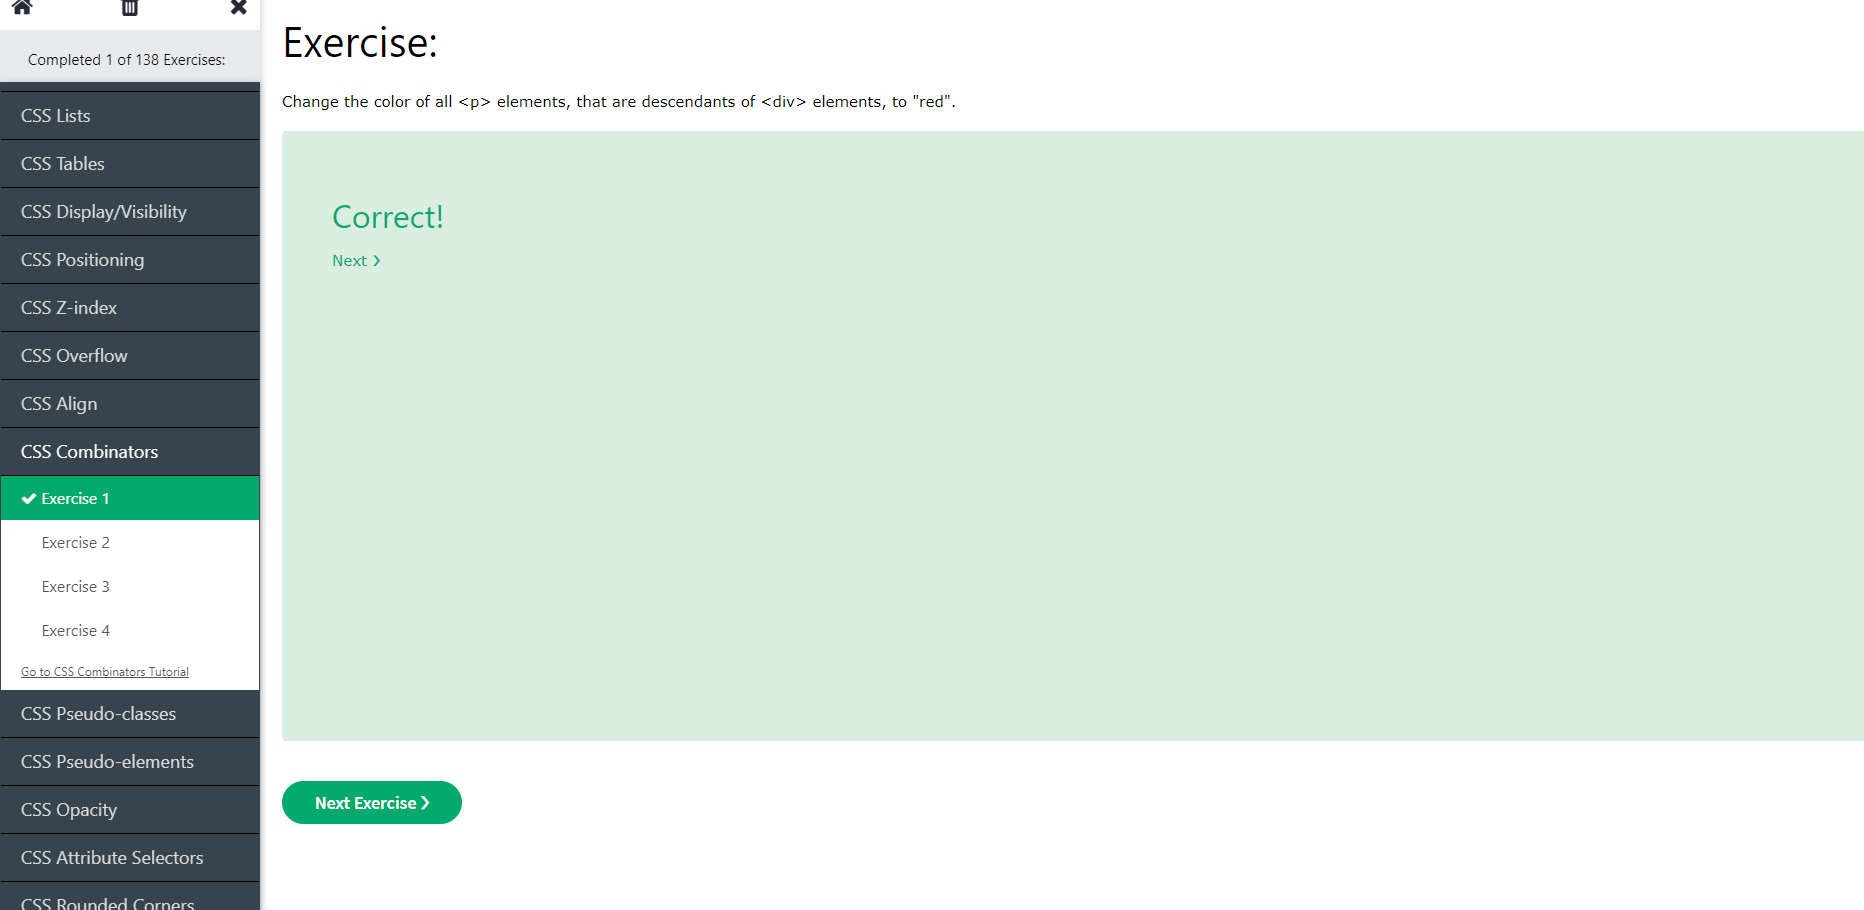 Completed 1 of 138 Exercises:
CSS Lists
CSS Tables
CSS Display/Visibility
CSS Positioning
CSS Z-index
CSS Overflow
CSS Align
CSS Combinators
Exercise 1
Exercise 2
Exercise 3
Exercise 4
Go to CSS Combinators Tutorial
CSS Pseudo-classes
CSS Pseudo-elements
CSS Opacity
CSS Attribute Selectors
CSS Rounded Corners
Exercise:
Change the color of all <p> elements, that are descendants of <div> elements, to "red".
Correct!
Next ❯
Next Exercise ❯